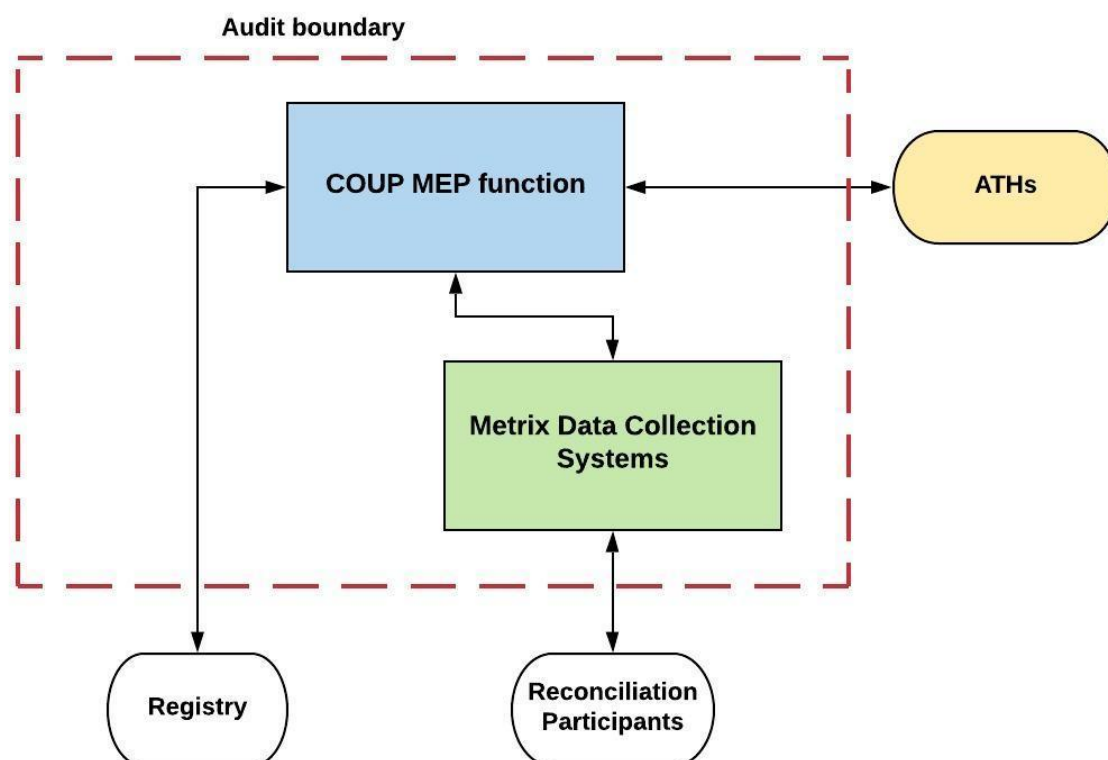 Audit boundary
COUP MEP function
ATHs
Metrix Data Collection
Systems
Registry
Reconciliation
Participants